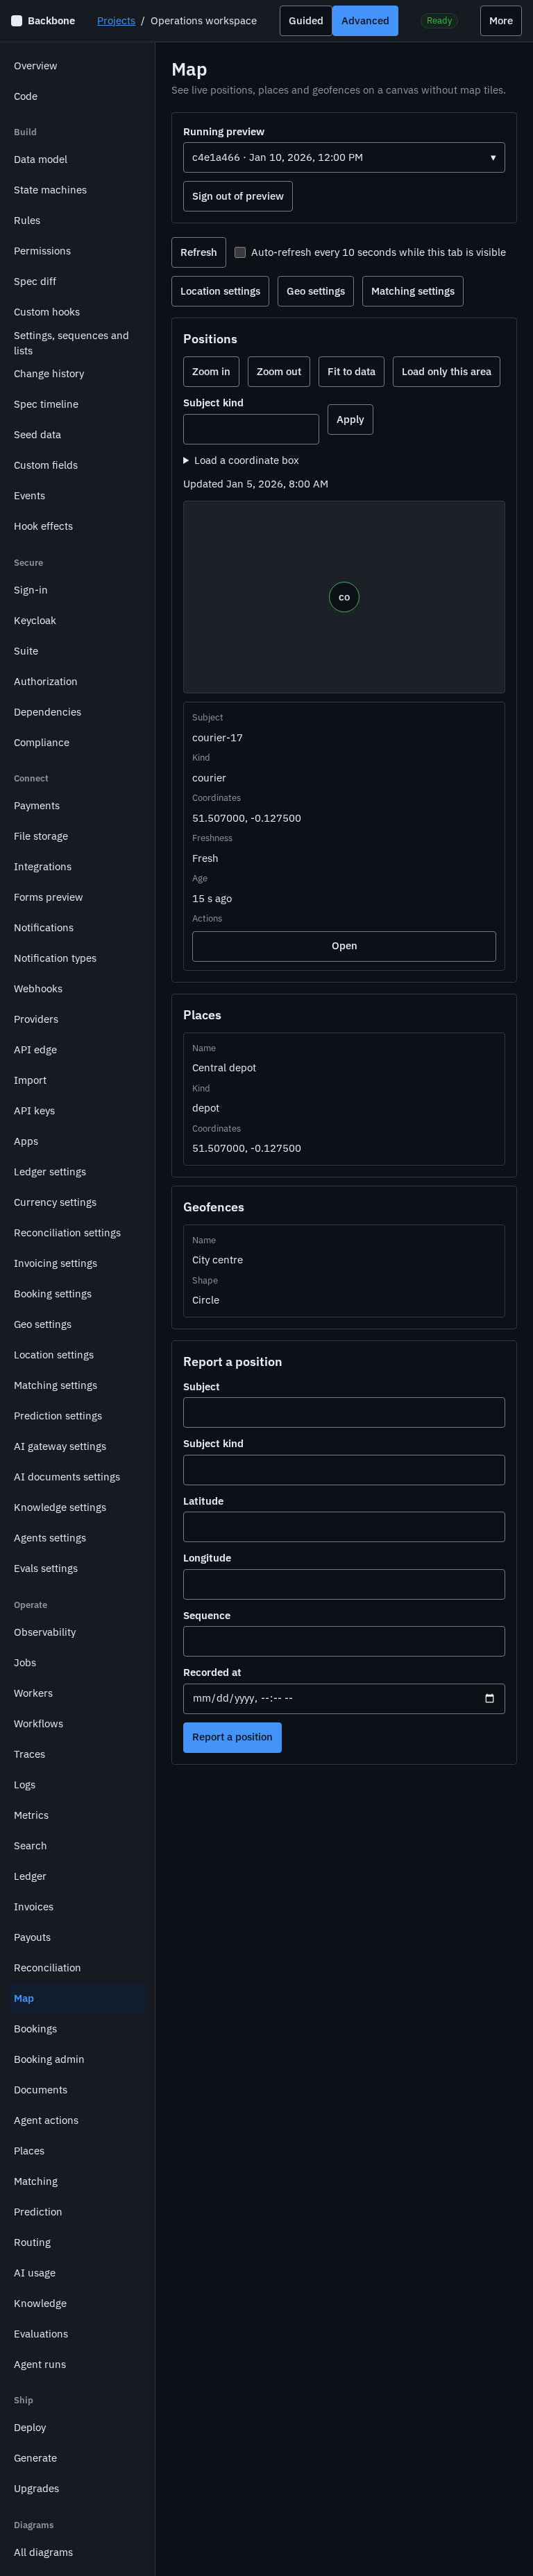 Backbone
Projects / Operations workspace
Guided
Advanced
Ready
More
Overview
Code
Build
Data model
State machines
Rules
Permissions
Spec diff
Custom hooks
Settings, sequences and
lists
Change history
Spec timeline
Seed data
Custom fields
Events
Hook effects
Secure
Sign-in
Keycloak
Suite
Authorization
Dependencies
Compliance
Connect
Payments
File storage
Integrations
Forms preview
Notifications
Notification types
Webhooks
Providers
API edge
Import
API keys
Apps
Ledger settings
Currency settings
Reconciliation settings
Invoicing settings
Booking settings
Geo settings
Location settings
Matching settings
Prediction settings
AI gateway settings
AI documents settings
Knowledge settings
Agents settings
Evals settings
Operate
Observability
Jobs
Workers
Workflows
Traces
Logs
Metrics
Search
Ledger
Invoices
Payouts
Reconciliation
Map
Bookings
Booking admin
Documents
Agent actions
Places
Matching
Prediction
Routing
AI usage
Knowledge
Evaluations
Agent runs
Ship
Deploy
Generate
Upgrades
Diagrams
All diagrams
Map
See live positions, places and geofences on a canvas without map tiles.
Running preview
c4e1a466 · Jan 10, 2026, 12:00 PM
Sign out of preview
Refresh
Auto-refresh every 10 seconds while this tab is visible
Location settings
Geo settings
Matching settings
Positions
Zoom in
Zoom out
Fit to data
Load only this area
Subject kind
Apply
Load a coordinate box
Updated Jan 5, 2026, 8:00 AM
co
Subject
courier-17
Kind
courier
Coordinates
51.507000, -0.127500
Freshness
Fresh
Age
15 s ago
Actions
Open
Places
Name
Central depot
Kind
depot
Coordinates
51.507000, -0.127500
Geofences
Name
City centre
Shape
Circle
Report a position
Subject
Subject kind
Latitude
Longitude
Sequence
Recorded at
mm/dd/yyyy, --:-- --
Report a position